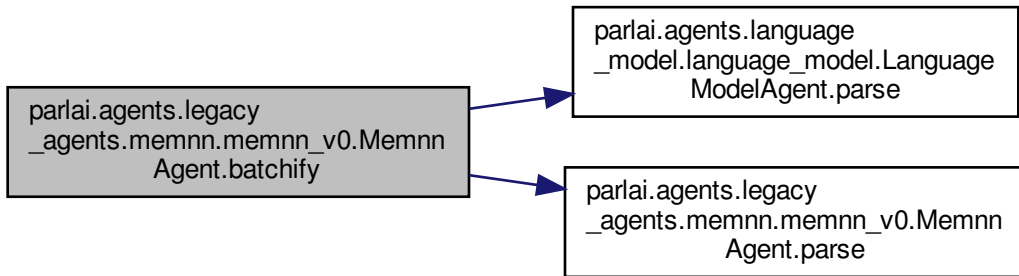 parlai.agents.legacy
_agents.memnn.memnn_v0.Memnn
Agent.batchify
parlai.agents.language
_model.language_model.Language
ModelAgent.parse
parlai.agents.legacy
_agents.memnn.memnn_v0.Memnn
Agent.parse